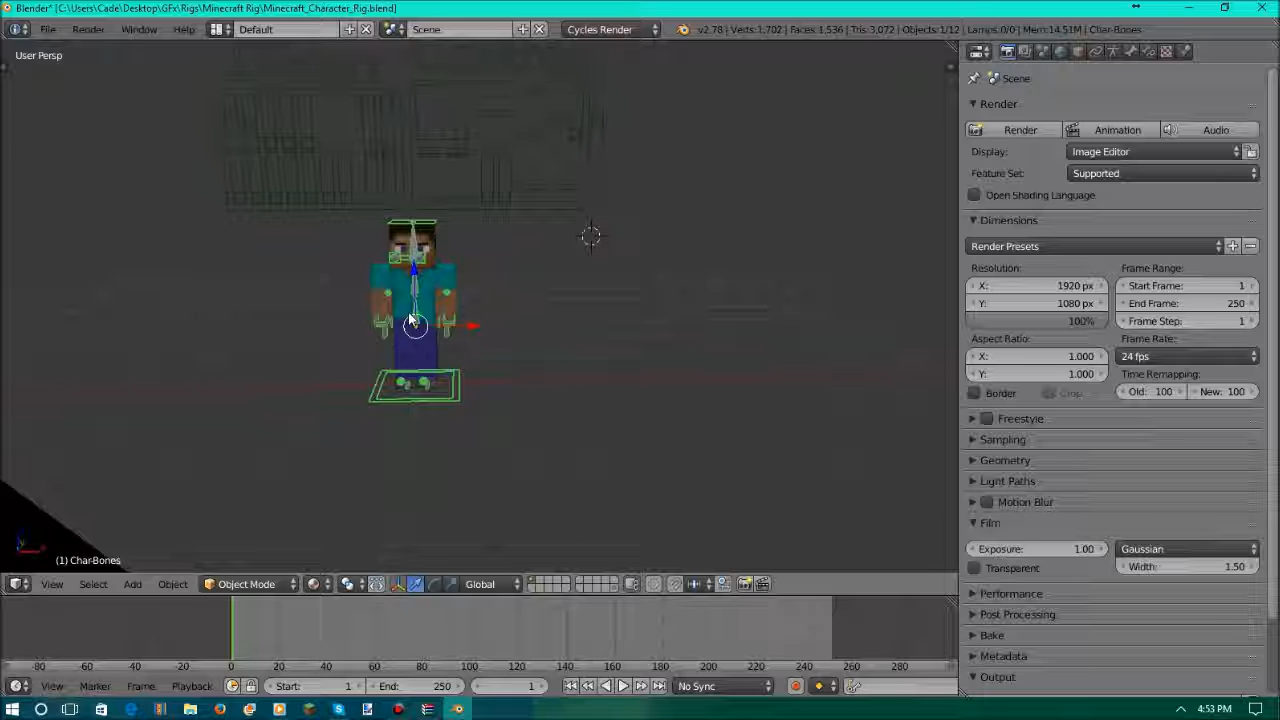 Blender* [C:\Users\Cade\Desktop\GFx\Rigs\Minecraft Rig\Minecraft_Character_Rig.blend]
File Render Window Help Default Scene Cycles Render v2.78 | Verts:1,702 | Faces:1,536 | Tris:3,072 | Objects:1/12 | Lamps:0/0 | Mem:14.51M | Char-Bones
User Persp
Scene
Render
Render Animation Audio
Display: Image Editor
Feature Set: Supported
Open Shading Language
Dimensions
Render Presets
Resolution: Frame Range:
X: 1920 px Start Frame: 1
Y: 1080 px End Frame: 250
100% Frame Step: 1
Aspect Ratio: Frame Rate:
X: 1.000 24 fps
Y: 1.000 Time Remapping:
Border Crop Old: 100 New: 100
Freestyle
Sampling
Geometry
Light Paths
Motion Blur
Film
Exposure: 1.00 Gaussian
Transparent Width: 1.50
Performance
Post Processing
Bake
Metadata
Output
(1) Char-Bones
View Select Add Object Object Mode Global
-80 -60 -40 -20 0 20 40 60 80 100 120 140 160 180 200 220 240 260 280
View Marker Frame Playback Start: 1 End: 250 1 No Sync
4:53 PM